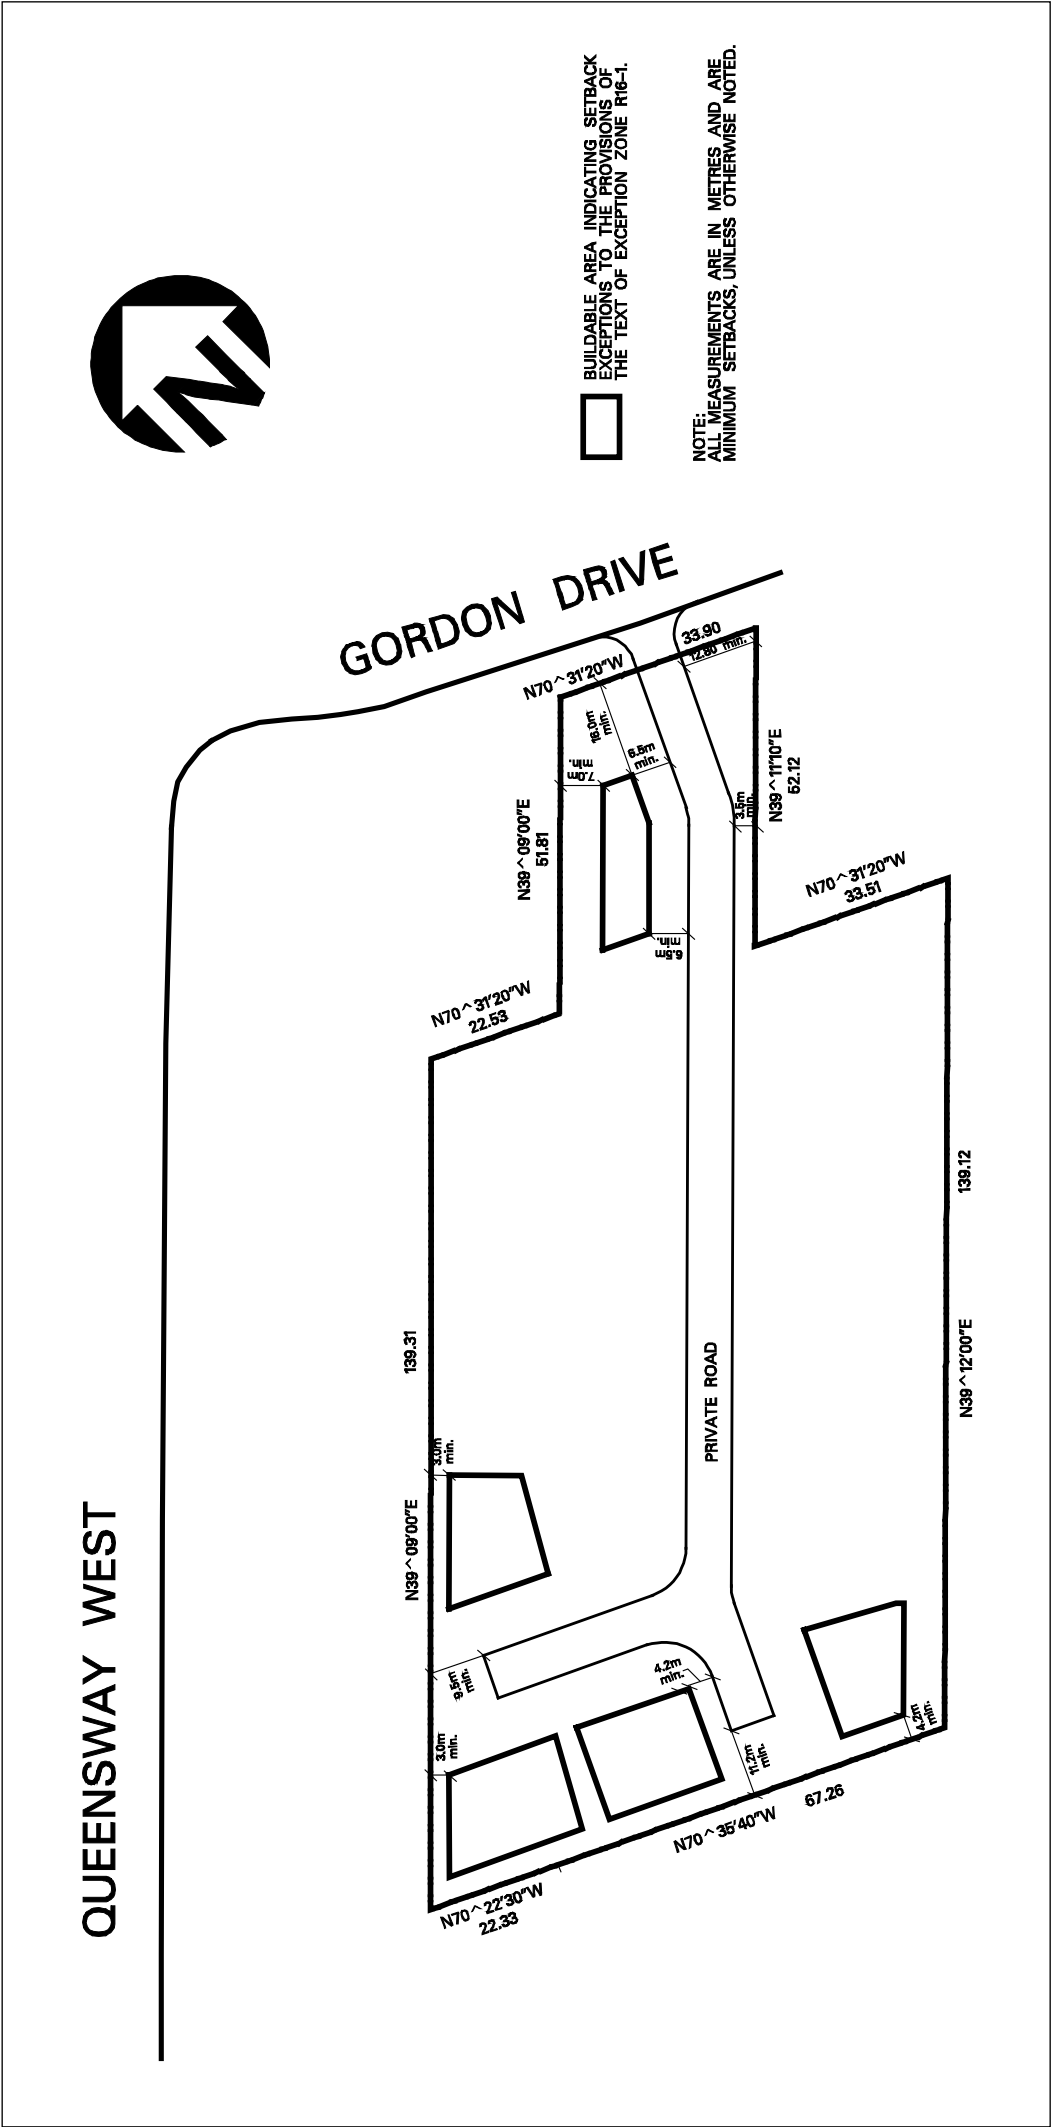 BUILDABLE AREA INDICATING SETBACK
EXCEPTIONS TO THE PROVISIONS OF
THE TEXT OF EXCEPTION ZONE R16-1.
NOTE:
ALL MEASUREMENTS ARE IN METRES AND ARE
MINIMUM SETBACKS, UNLESS OTHERWISE NOTED.
N
GORDON DRIVE
33.90
12.80 min.
N70^31'20"W
16.0m
min.
6.5m
min.
7.0m
min.
N39^11'10"E
52.12
3.5m
min.
N39^09'00"E
51.81
N70^31'20"W
33.51
6.5m
min.
N70^31'20"W
22.53
139.12
139.31
N39^12'00"E
PRIVATE ROAD
3.0m
min.
N39^09'00"E
QUEENSWAY WEST
9.5m
min.
4.2m
min.
3.0m
min.
4.2m
min.
11.2m
min.
67.26
N70^35'40"W
N70^22'30"W
22.33